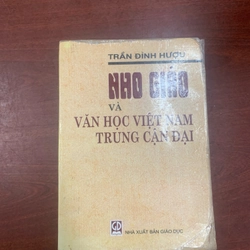 TRẦN ĐÌNH HƯỢU
NHO GIÁO
VÀ
VĂN HỌC VIỆT NAM
TRUNG CẬN ĐẠI
NHÀ XUẤT BẢN GIÁO DỤC